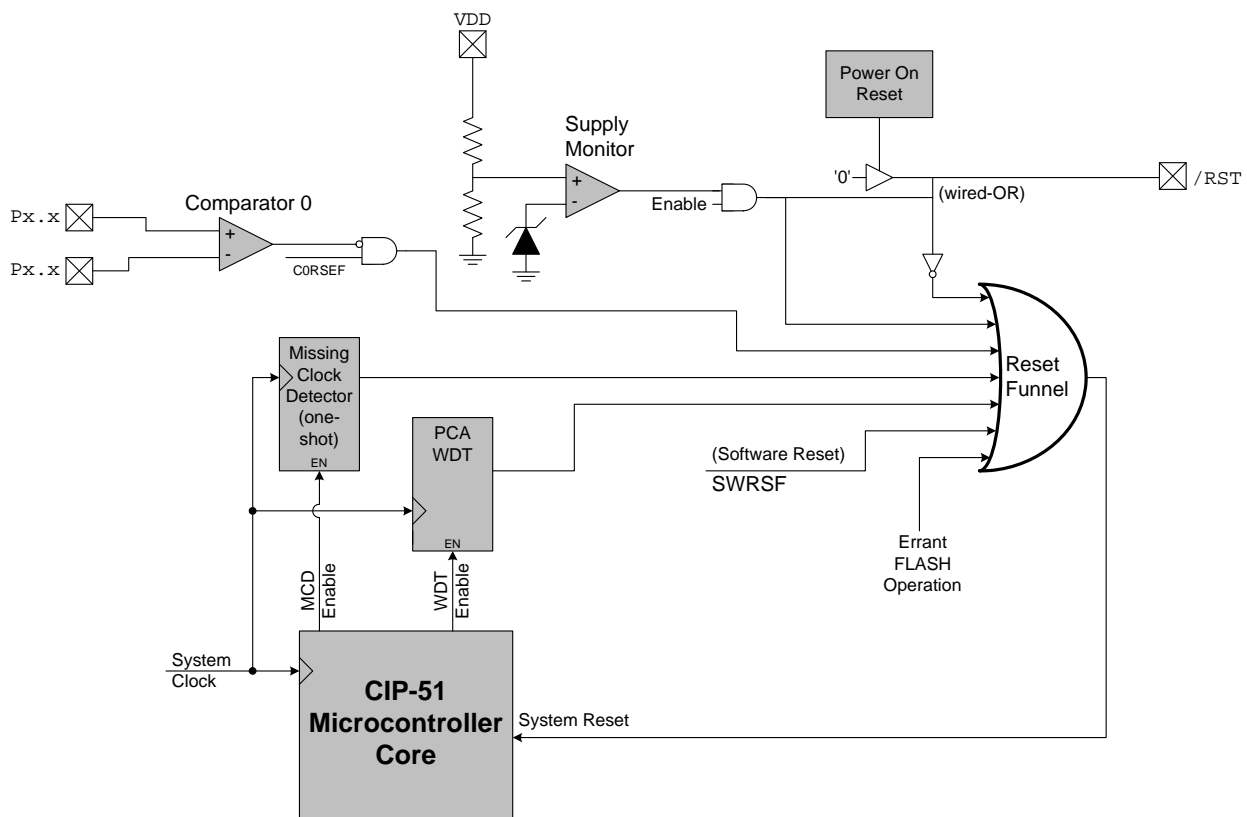 VDD
Power On
Reset
Supply
Monitor
+
-
Enable
'0'
(wired-OR)
/RST
Px.x
Px.x
Comparator 0
+
-
C0RSEF
Missing
Clock
Detector
(one-
shot)
EN
PCA
WDT
EN
Reset
Funnel
(Software Reset)
SWRSF
Errant
FLASH
Operation
MCD
Enable
WDT
Enable
System
Clock
CIP-51
Microcontroller
Core
System Reset